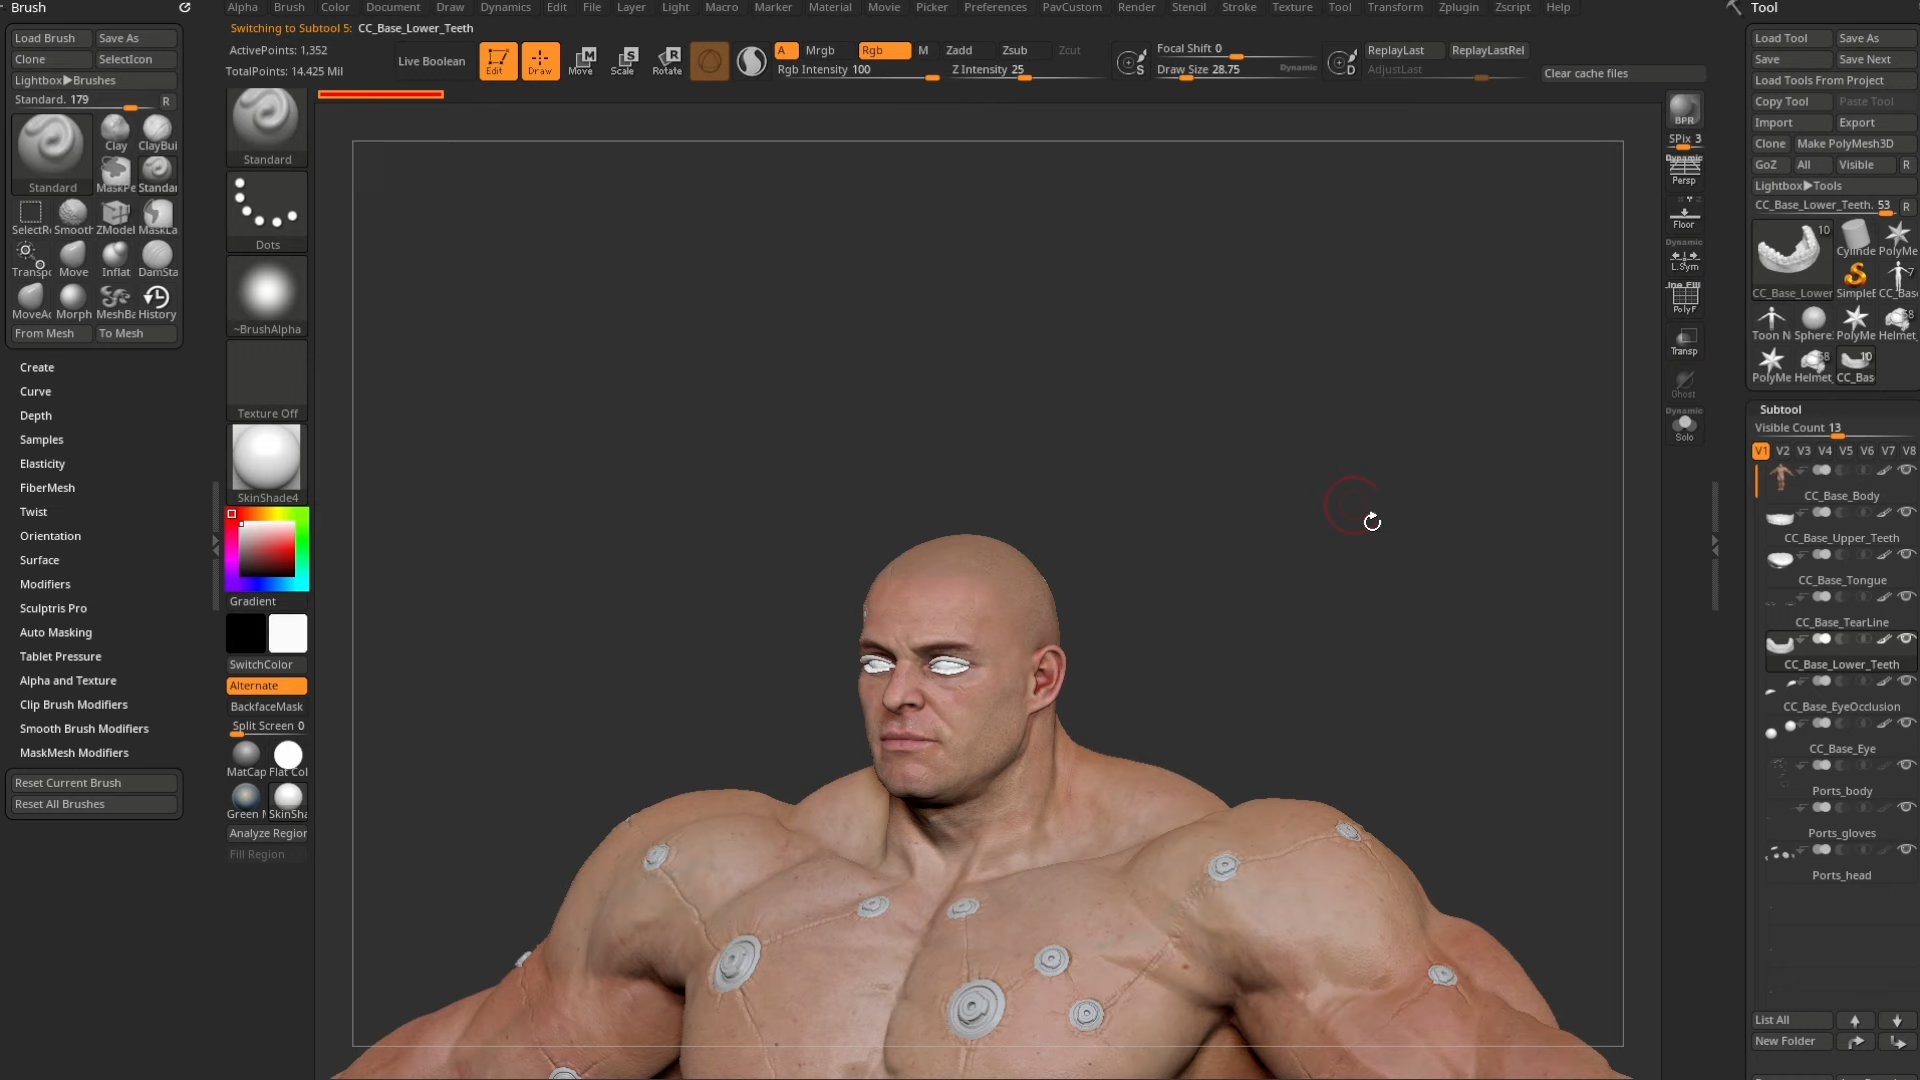 Brush
Load Brush
Save As
Clone
SelectIcon
Lightbox▶Brushes
Standard. 179
R
Clay
ClayBui
Standard
MaskPe
Standar
SelectRe
Smooth
ZModel
MaskLa
Transpo
Move
Inflat
DamSta
MoveAc
Morph
MeshBa
History
From Mesh
To Mesh
Create
Curve
Depth
Samples
Elasticity
FiberMesh
Twist
Orientation
Surface
Modifiers
Sculptris Pro
Auto Masking
Tablet Pressure
Alpha and Texture
Clip Brush Modifiers
Smooth Brush Modifiers
MaskMesh Modifiers
Reset Current Brush
Reset All Brushes
Alpha Brush Color Document Draw Dynamics Edit File Layer Light Macro Marker Material Movie Picker Preferences PavCustom Render Stencil Stroke Texture Tool Transform Zplugin Zscript Help
Switching to Subtool 5: CC_Base_Lower_Teeth
ActivePoints: 1,352
TotalPoints: 14.425 Mil
Live Boolean
Edit
Draw
Move
Scale
Rotate
A
Mrgb
Rgb
M
Zadd
Zsub
Zcut
Rgb Intensity 100
Z Intensity 25
S
Focal Shift 0
Draw Size 28.75
Dynamic
D
ReplayLast
ReplayLastRel
AdjustLast
Clear cache files
Standard
Dots
~BrushAlpha
Texture Off
SkinShade4
Gradient
SwitchColor
Alternate
BackfaceMask
Split Screen 0
MatCap
Flat Col
Green M
SkinSha
Analyze Region
Fill Region
BPR
SPix 3
Dynamic
Persp
Floor
Dynamic
L.Sym
Line Fill
PolyF
Transp
Ghost
Dynamic
Solo
Tool
Load Tool
Save As
Save
Save Next
Load Tools From Project
Copy Tool
Paste Tool
Import
Export
Clone
Make PolyMesh3D
GoZ
All
Visible
R
Lightbox▶Tools
CC_Base_Lower_Teeth. 53
R
10
Cylinde
PolyMe
7
CC_Base_Lower
SimpleE
CC_Bas
58
Toon N
Sphere
PolyMe
Helmet_
58
10
PolyMe
Helmet_
CC_Bas
Subtool
Visible Count 13
V1 V2 V3 V4 V5 V6 V7 V8
CC_Base_Body
CC_Base_Upper_Teeth
CC_Base_Tongue
CC_Base_TearLine
CC_Base_Lower_Teeth
CC_Base_EyeOcclusion
CC_Base_Eye
Ports_body
Ports_gloves
Ports_head
List All
New Folder